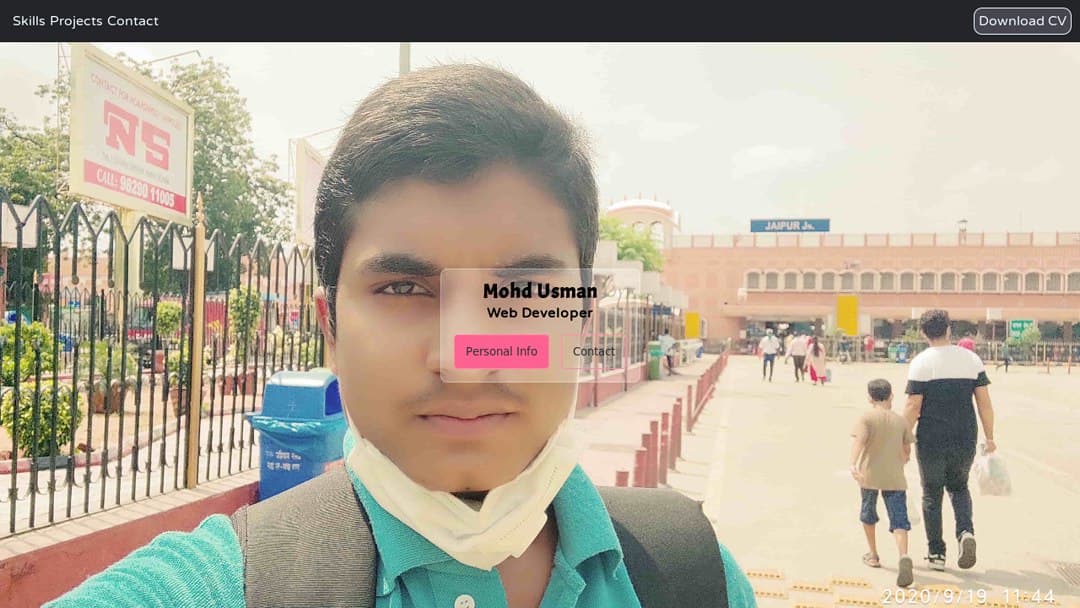 Skills Projects Contact
Download CV
NS
CALL: 98290 11005
JAIPUR Jn.
Mohd Usman
Web Developer
Personal Info
Contact
2020/9/19 11:44